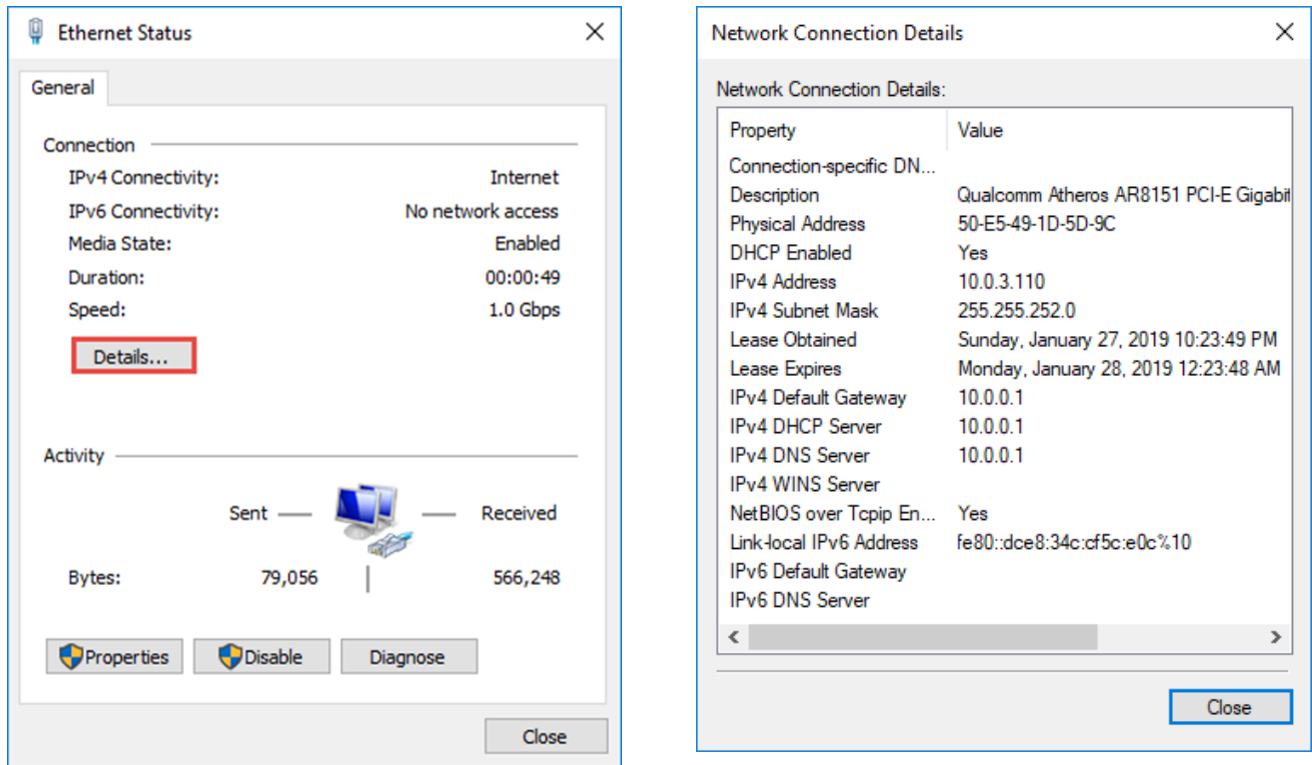 Ethernet Status
General
Connection
IPv4 Connectivity: Internet
IPv6 Connectivity: No network access
Media State: Enabled
Duration: 00:00:49
Speed: 1.0 Gbps
Details...
Activity
Sent Received
Bytes: 79,056 566,248
Properties Disable Diagnose
Close
Network Connection Details
Network Connection Details:
Property Value
Connection-specific DN...
Description Qualcomm Atheros AR8151 PCI-E Gigabit
Physical Address 50-E5-49-1D-5D-9C
DHCP Enabled Yes
IPv4 Address 10.0.3.110
IPv4 Subnet Mask 255.255.252.0
Lease Obtained Sunday, January 27, 2019 10:23:49 PM
Lease Expires Monday, January 28, 2019 12:23:48 AM
IPv4 Default Gateway 10.0.0.1
IPv4 DHCP Server 10.0.0.1
IPv4 DNS Server 10.0.0.1
IPv4 WINS Server
NetBIOS over Tcpip En... Yes
Link-local IPv6 Address fe80::dce8:34c:cf5c:e0c%10
IPv6 Default Gateway
IPv6 DNS Server
Close